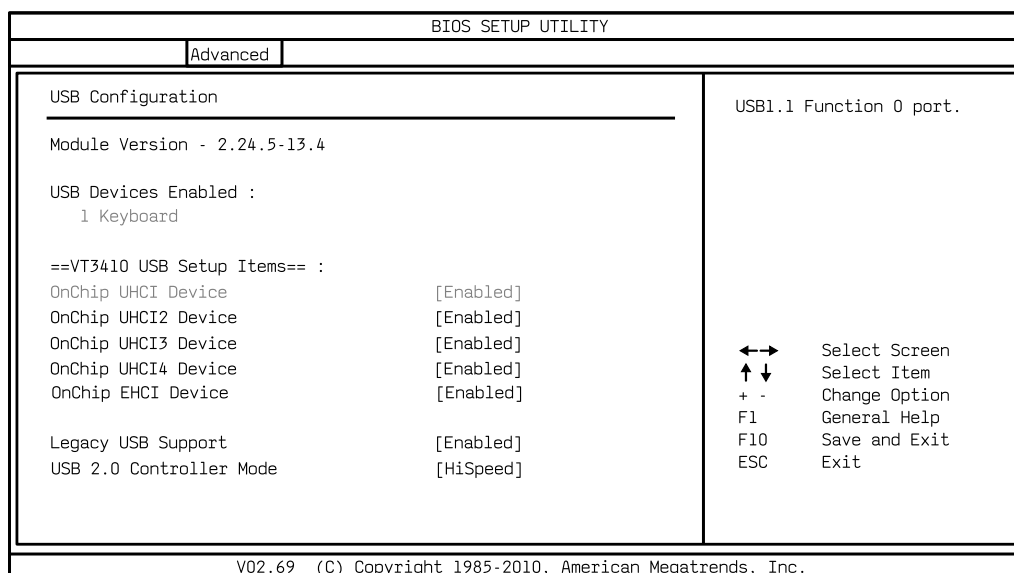 BIOS SETUP UTILITY
Advanced
USB Configuration
Module Version - 2.24.5-13.4
USB Devices Enabled :
1 Keyboard
==VT3410 USB Setup Items== :
OnChip UHCI Device [Enabled]
OnChip UHCI2 Device [Enabled]
OnChip UHCI3 Device [Enabled]
OnChip UHCI4 Device [Enabled]
OnChip EHCI Device [Enabled]
Legacy USB Support [Enabled]
USB 2.0 Controller Mode [HiSpeed]
USB1.1 Function 0 port.
←→ Select Screen
↑↓ Select Item
+ - Change Option
F1 General Help
F10 Save and Exit
ESC Exit
V02.69 (C) Copyright 1985-2010, American Megatrends, Inc.